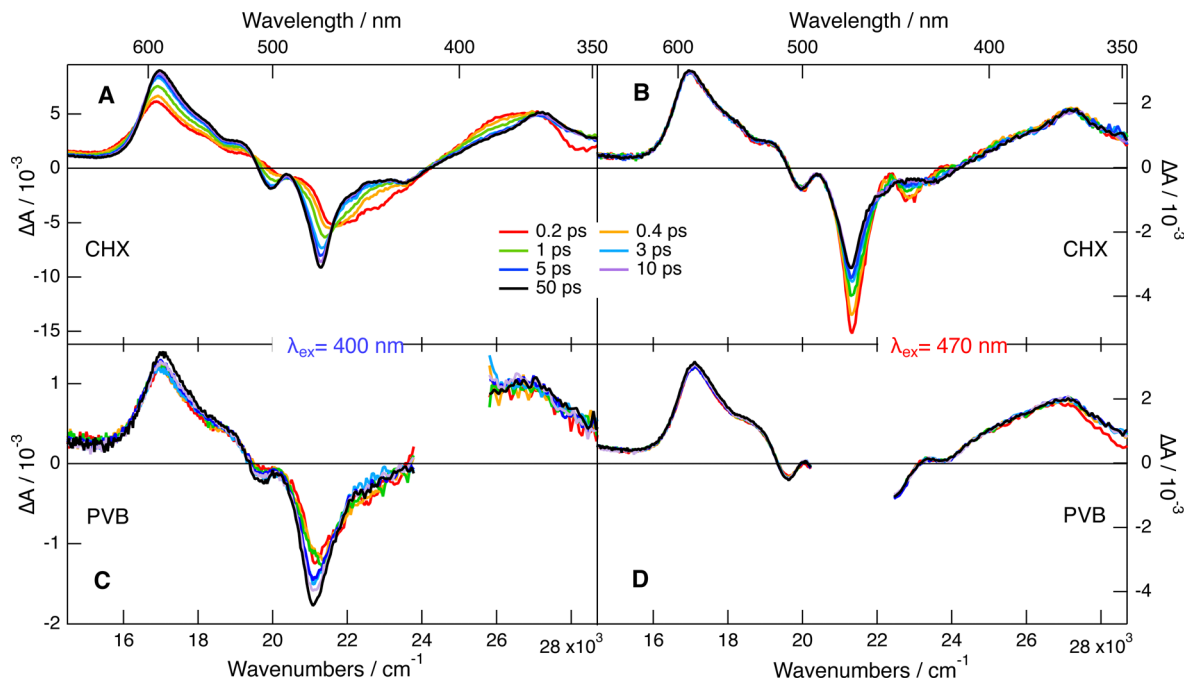 Wavelength / nm
Wavelength / nm
600 500 400 350
600 500 400 350
A
B
5
0
-5
-10
-15
ΔA / 10⁻³
CHX
2
0
-2
-4
ΔA / 10⁻³
CHX
0.2 ps 0.4 ps
1 ps 3 ps
5 ps 10 ps
50 ps
λex= 400 nm
λex= 470 nm
1
0
-1
-2
ΔA / 10⁻³
PVB
C
2
0
-2
-4
ΔA / 10⁻³
PVB
D
16 18 20 22 24 26 28 x10³
16 18 20 22 24 26 28 x10³
Wavenumbers / cm⁻¹
Wavenumbers / cm⁻¹